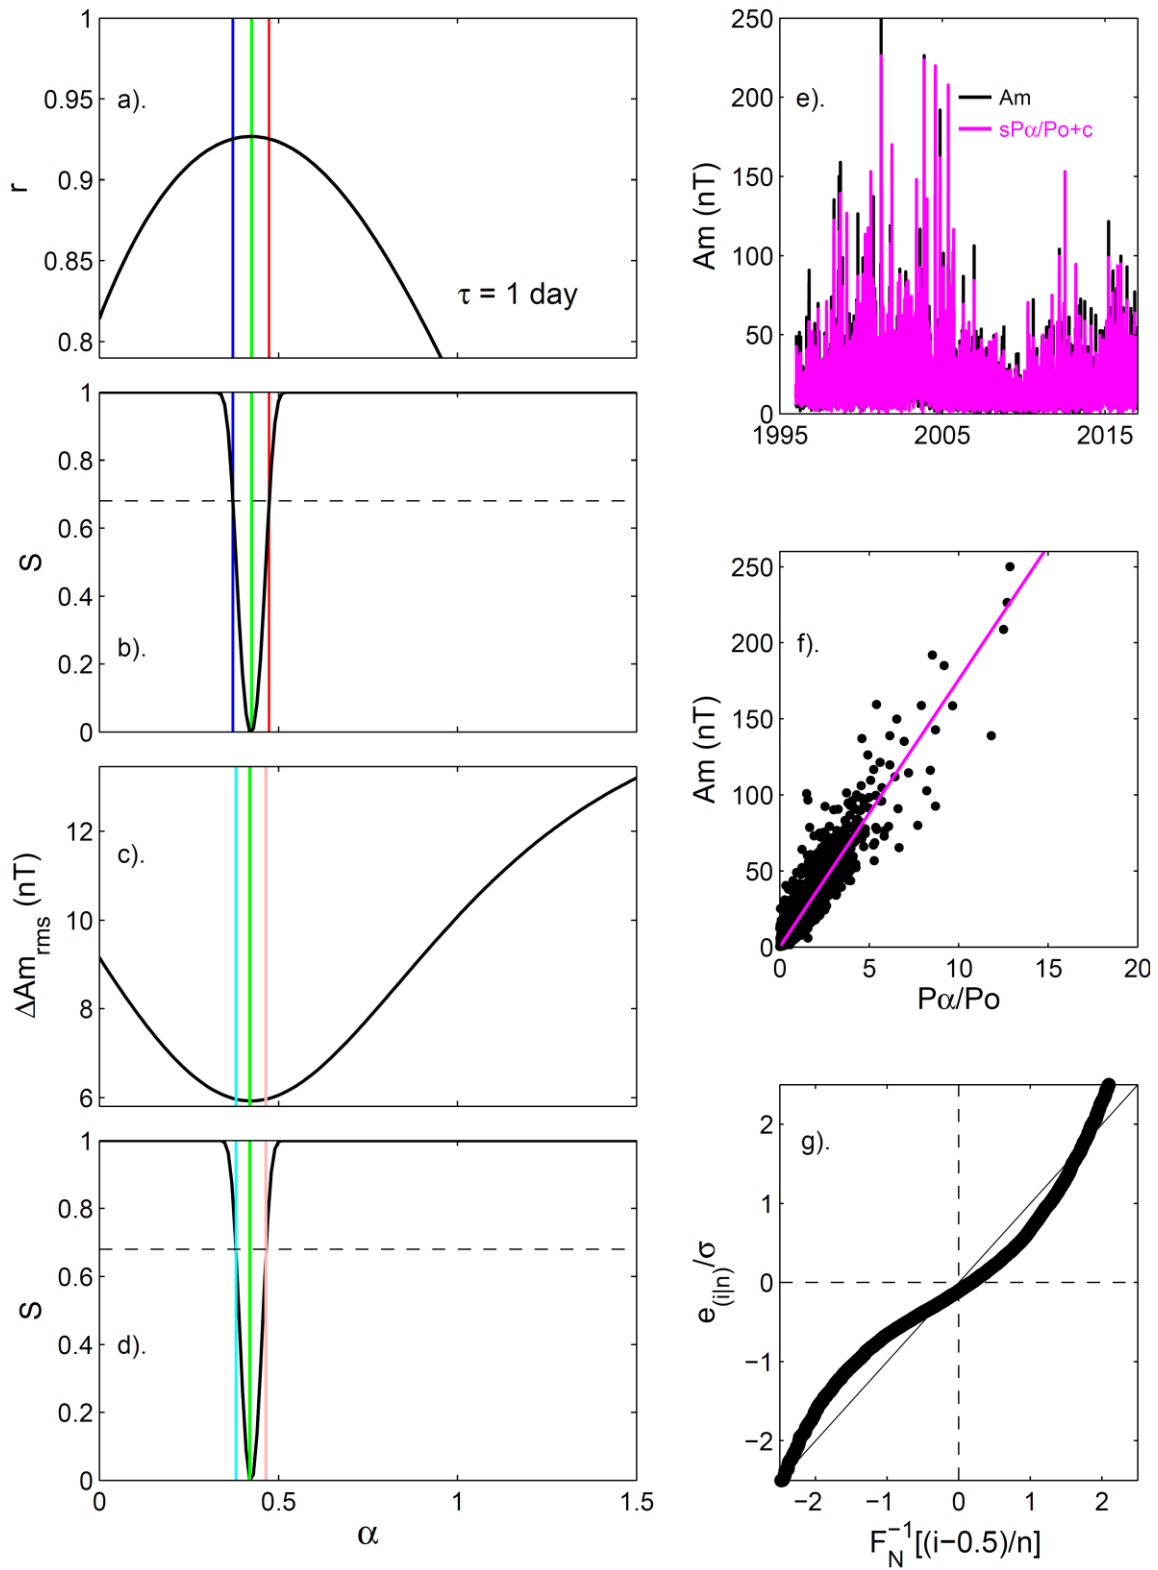 a).
1
0.95
0.9
0.85
0.8
r
τ = 1 day
b).
1
0.8
0.6
0.4
0.2
0
S
c).
12
10
8
6
ΔAm_rms (nT)
d).
1
0.8
0.6
0.4
0.2
0
S
0 0.5 1 1.5
α
e).
250
200
150
100
50
0
Am (nT)
Am
sPα/Po+c
1995 2005 2015
f).
250
200
150
100
50
0
Am (nT)
0 5 10 15 20
Pα/Po
g).
2
1
0
−1
−2
e_(i|n)/σ
−2 −1 0 1 2
F_N^−1[(i−0.5)/n]